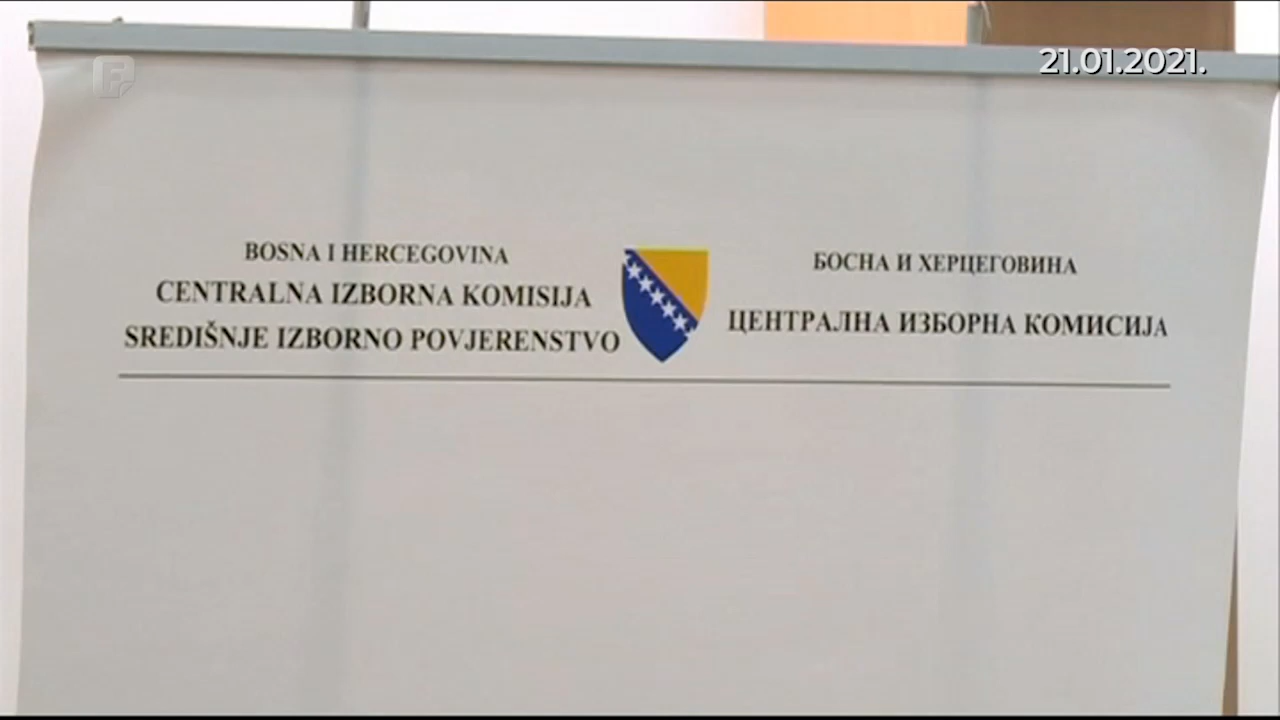 21.01.2021.
BOSNA I HERCEGOVINA
CENTRALNA IZBORNA KOMISIJA
SREDIŠNJE IZBORNO POVJERENSTVO
БОСНА И ХЕРЦЕГОВИНА
ЦЕНТРАЛНА ИЗБОРНА КОМИСИЈА